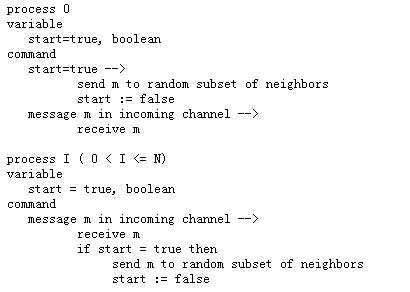 process 0
variable
start=true, boolean
command
start=true -->
send m to random subset of neighbors
start := false
message m in incoming channel -->
receive m
process I ( 0 < I <= N)
variable
start = true, boolean
command
message m in incoming channel -->
receive m
if start = true then
send m to random subset of neighbors
start := false